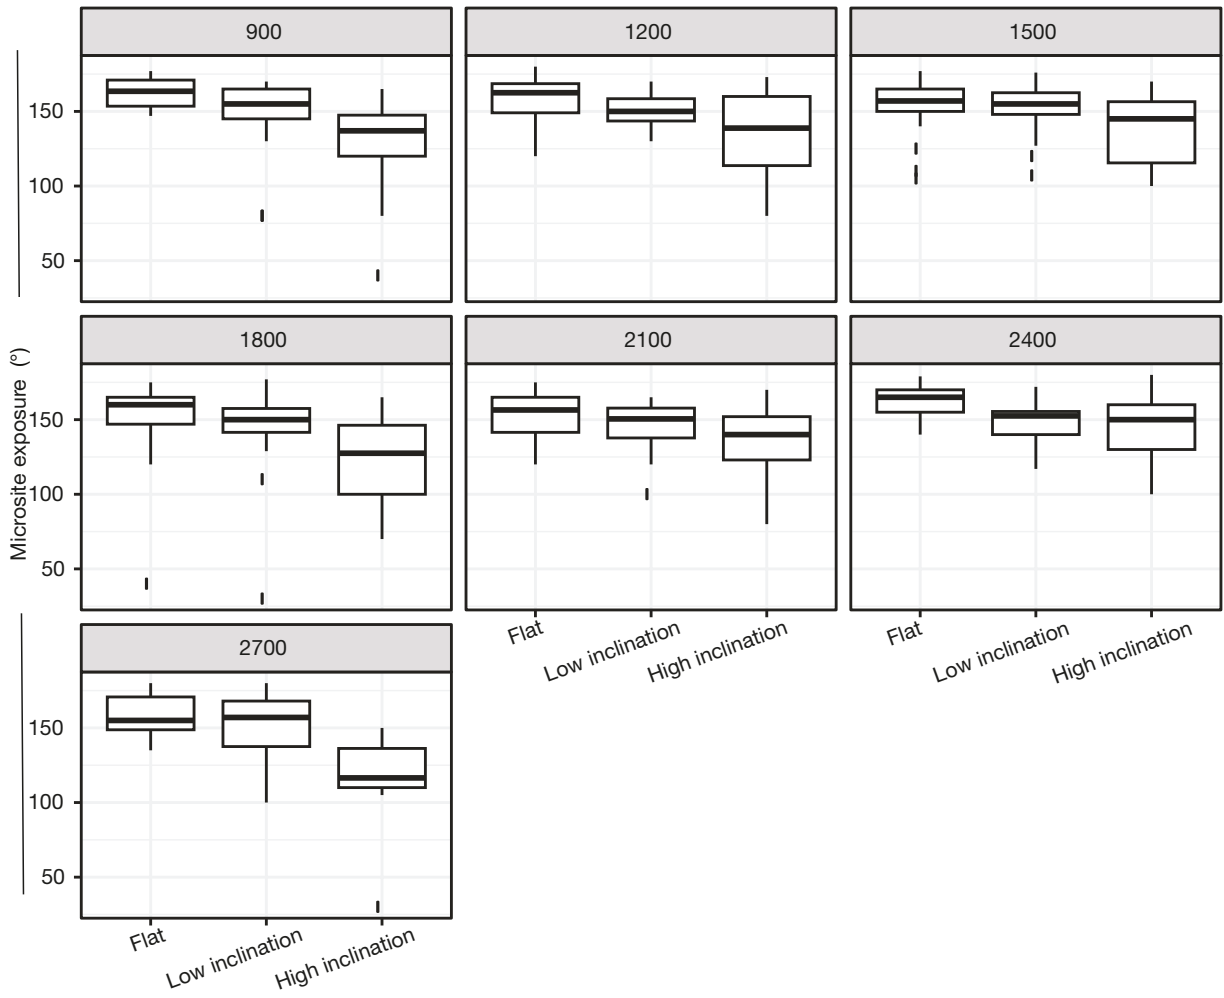 900
1200
1500
150
100
50
1800
2100
2400
150
100
50
Microsite exposure (°)
Flat
Low inclination
High inclination
Flat
Low inclination
High inclination
2700
150
100
50
Flat
Low inclination
High inclination